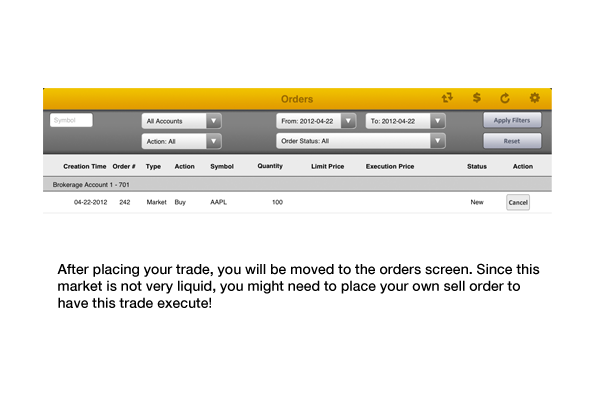 Orders
$
Symbol
All Accounts
From: 2012-04-22
To: 2012-04-22
Apply Filters
Action: All
Order Status: All
Reset
Creation Time Order # Type Action Symbol Quantity Limit Price Execution Price Status Action
Brokerage Account 1 - 701
04-22-2012 242 Market Buy AAPL 100 New Cancel
After placing your trade, you will be moved to the orders screen. Since this
market is not very liquid, you might need to place your own sell order to
have this trade execute!